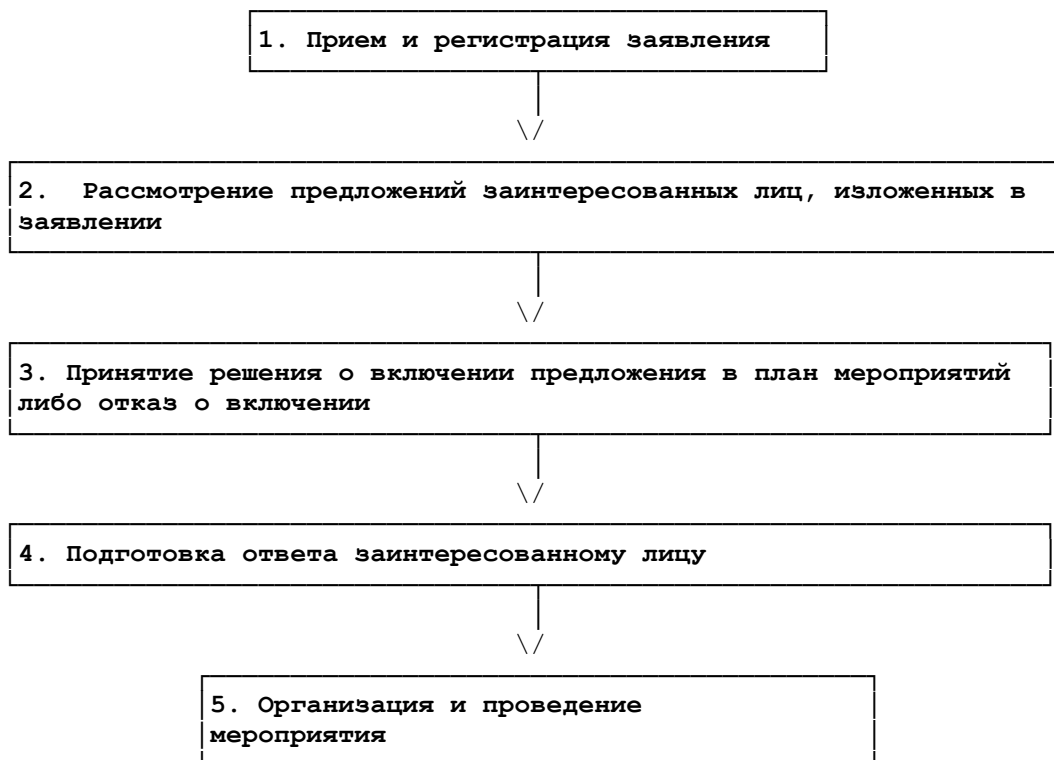 1. Прием и регистрация заявления
2. Рассмотрение предложений заинтересованных лиц, изложенных в
заявлении
3. Принятие решения о включении предложения в план мероприятий
либо отказ о включении
4. Подготовка ответа заинтересованному лицу
5. Организация и проведение
мероприятия